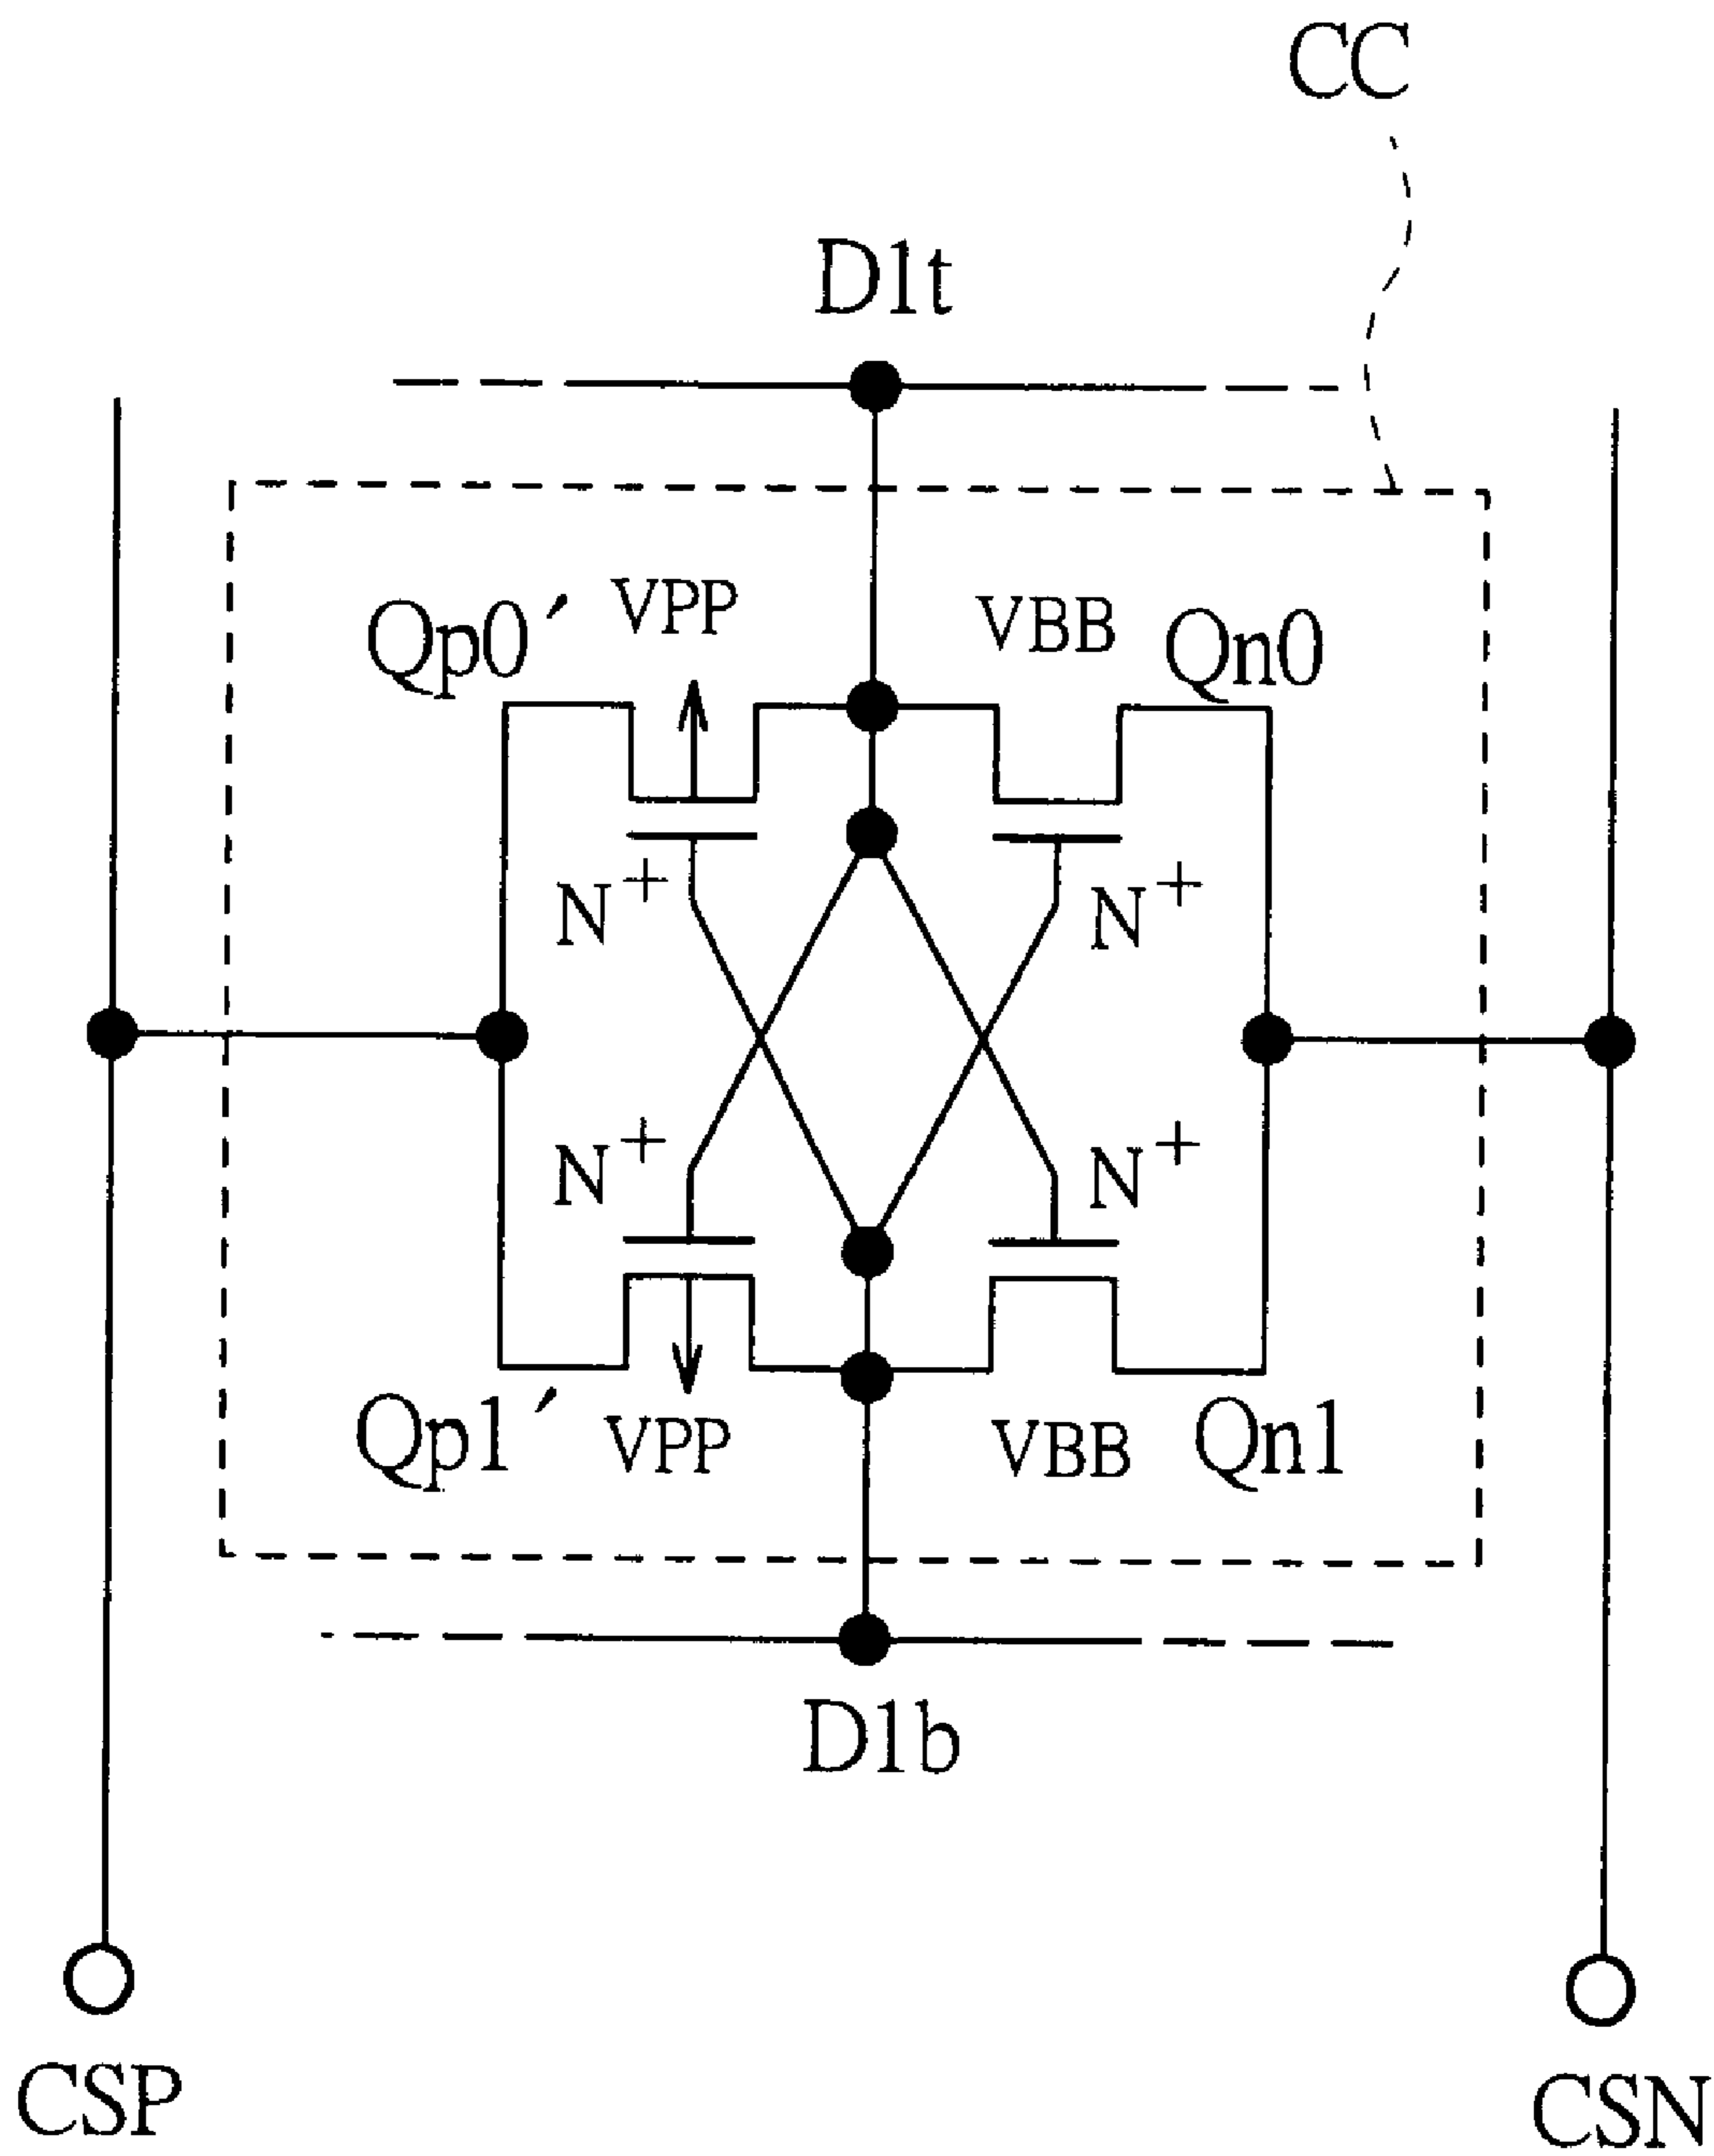 CC
D1t
Qp0′ VPP VBB Qn0
N+ N+
N+ N+
Qp1′ VPP VBB Qn1
D1b
CSP CSN